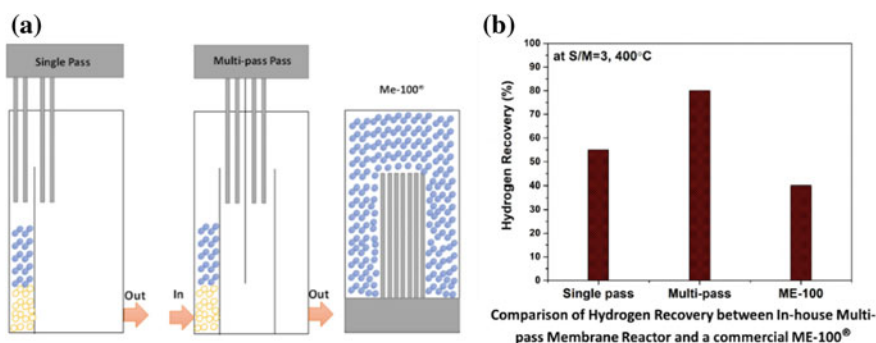 (a)
Single Pass
Multi-pass Pass
Me-100®
Out
In
Out
(b)
at S/M=3, 400°C
Hydrogen Recovery (%)
100
90
80
70
60
50
40
30
20
10
0
Single pass
Multi-pass
ME-100
Comparison of Hydrogen Recovery between In-house Multi-
pass Membrane Reactor and a commercial ME-100®